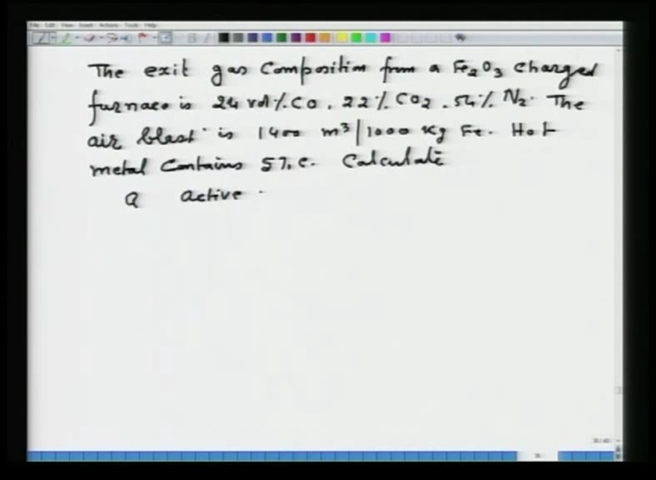 The exit gas composition from a Fe2O3 charged
furnace is 24 vol% CO, 22% CO2, 54% N2. The
air blast is 1400 m³/1000 kg Fe. Hot
metal contains 5% C. Calculate
a active